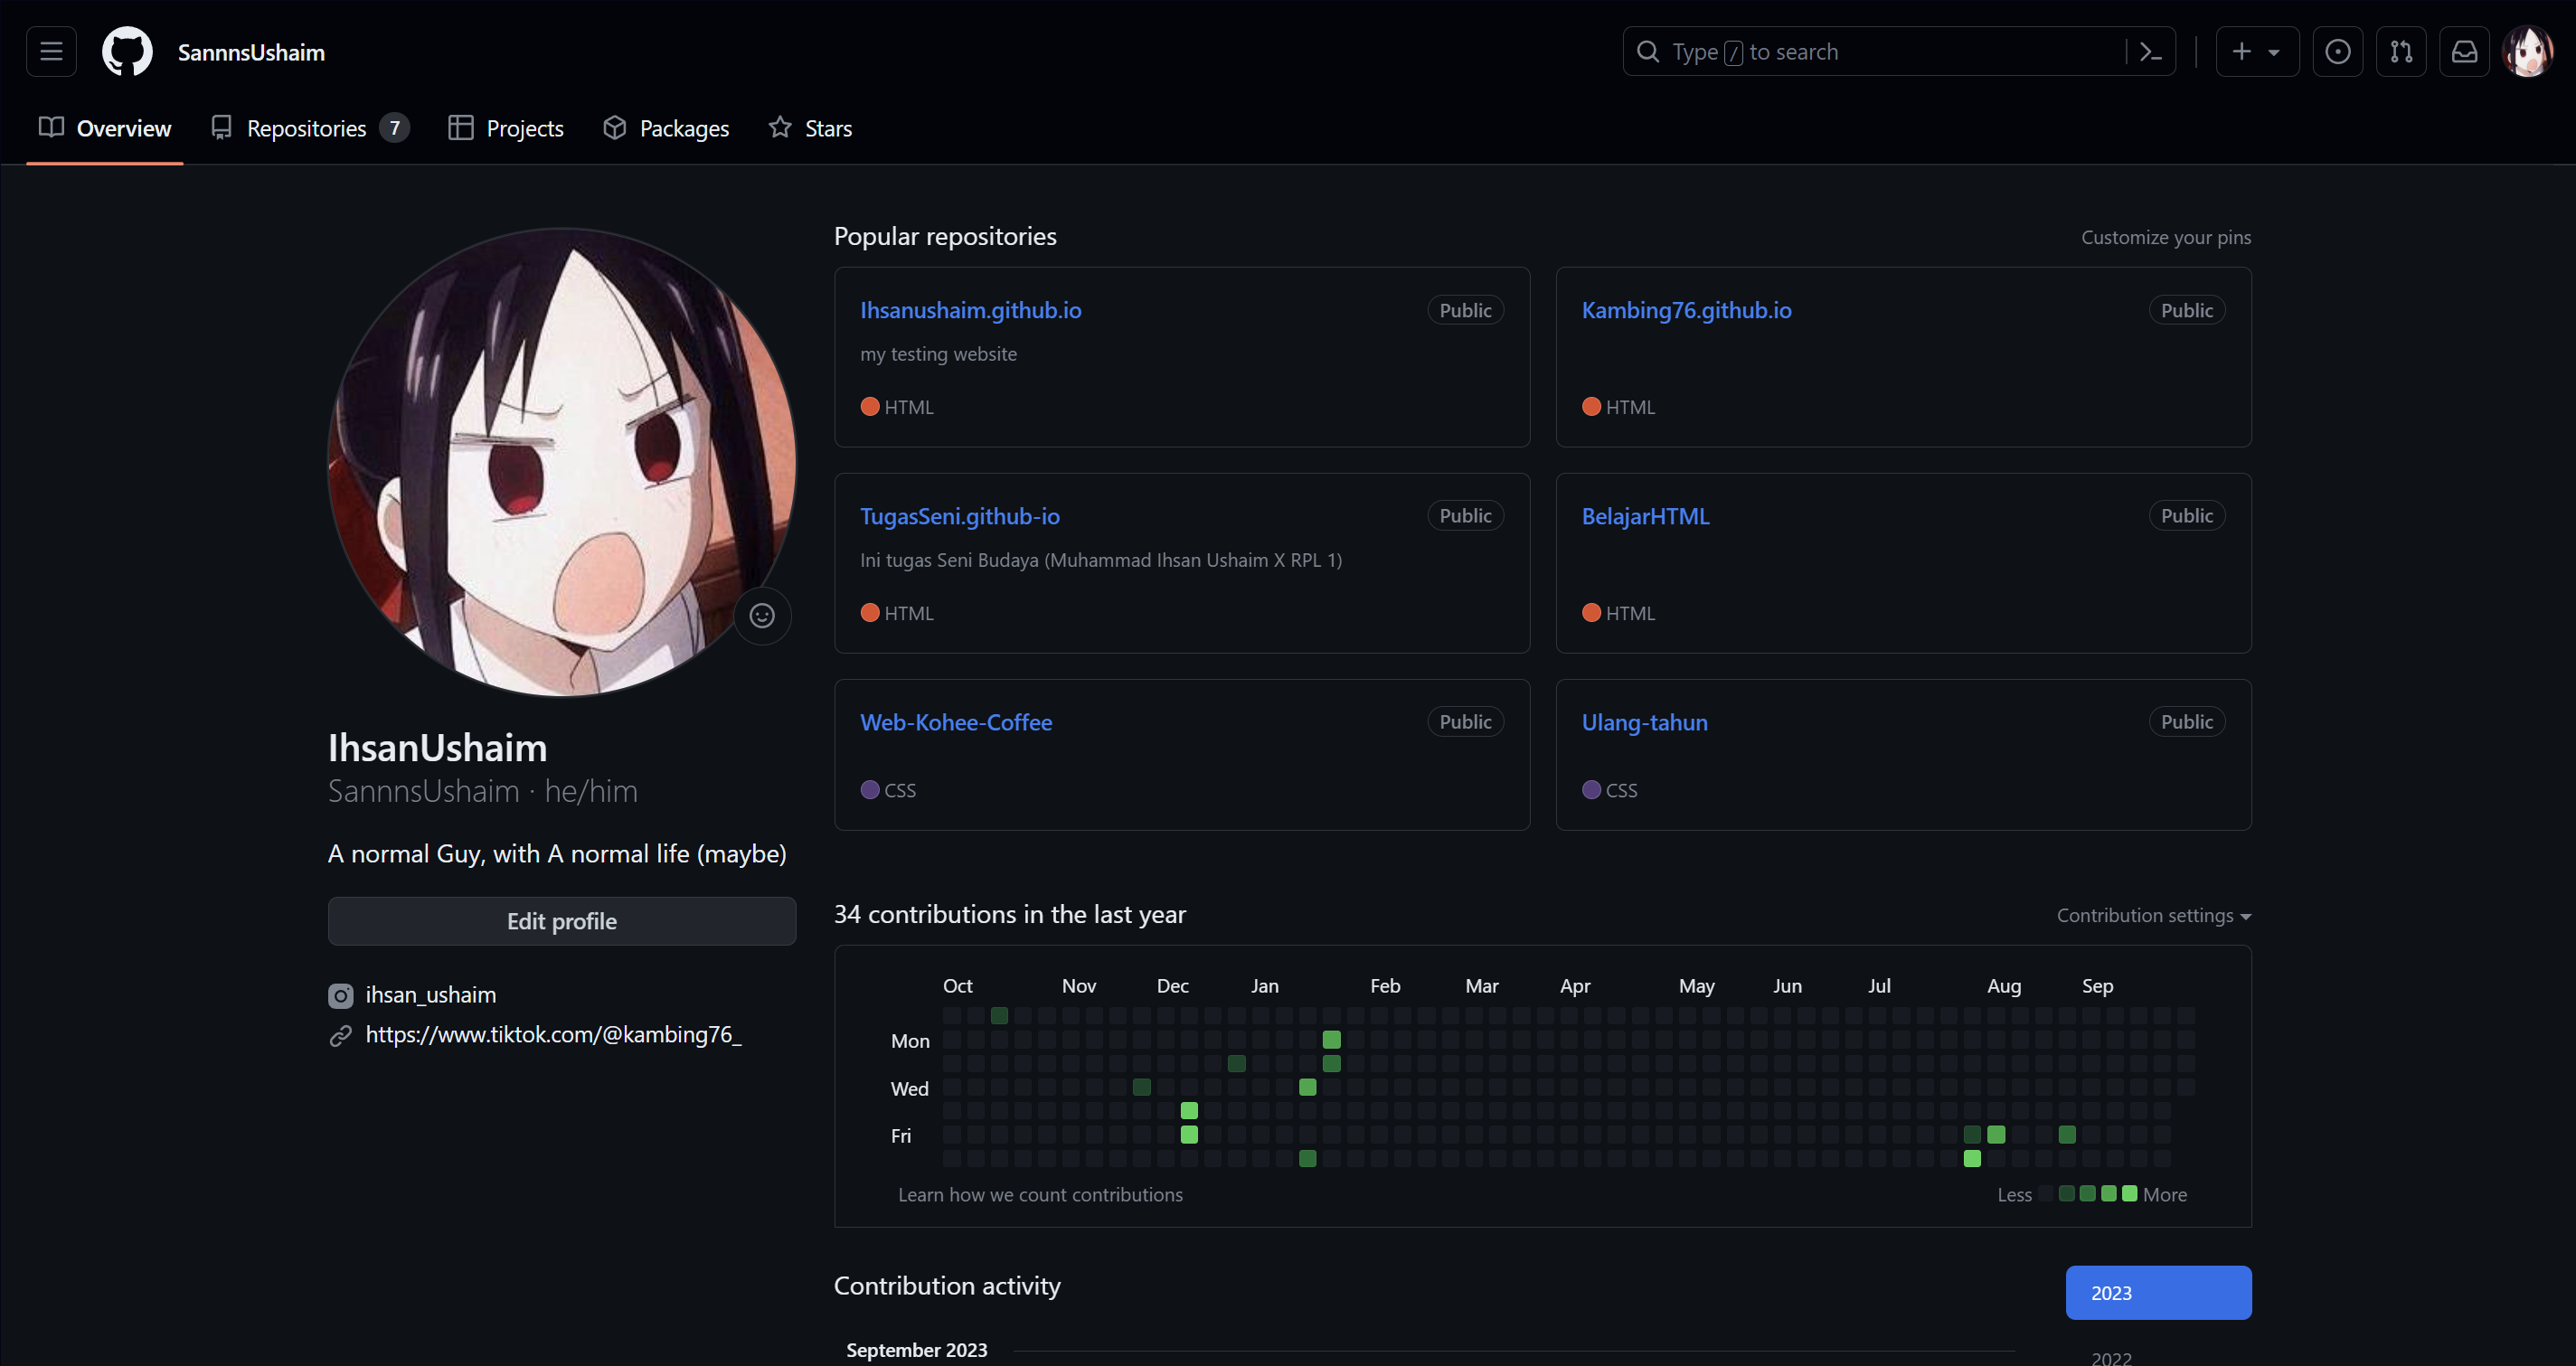 SannnsUshaim
Type / to search
Overview
Repositories 7
Projects
Packages
Stars
IhsanUshaim
SannnsUshaim · he/him
A normal Guy, with A normal life (maybe)
Edit profile
ihsan_ushaim
https://www.tiktok.com/@kambing76_
Popular repositories
Customize your pins
Ihsanushaim.github.io
Public
my testing website
HTML
Kambing76.github.io
Public
HTML
TugasSeni.github-io
Public
Ini tugas Seni Budaya (Muhammad Ihsan Ushaim X RPL 1)
HTML
BelajarHTML
Public
HTML
Web-Kohee-Coffee
Public
CSS
Ulang-tahun
Public
CSS
34 contributions in the last year
Contribution settings
Oct Nov Dec Jan Feb Mar Apr May Jun Jul Aug Sep
Mon
Wed
Fri
Learn how we count contributions
Less More
Contribution activity
2023
September 2023
2022